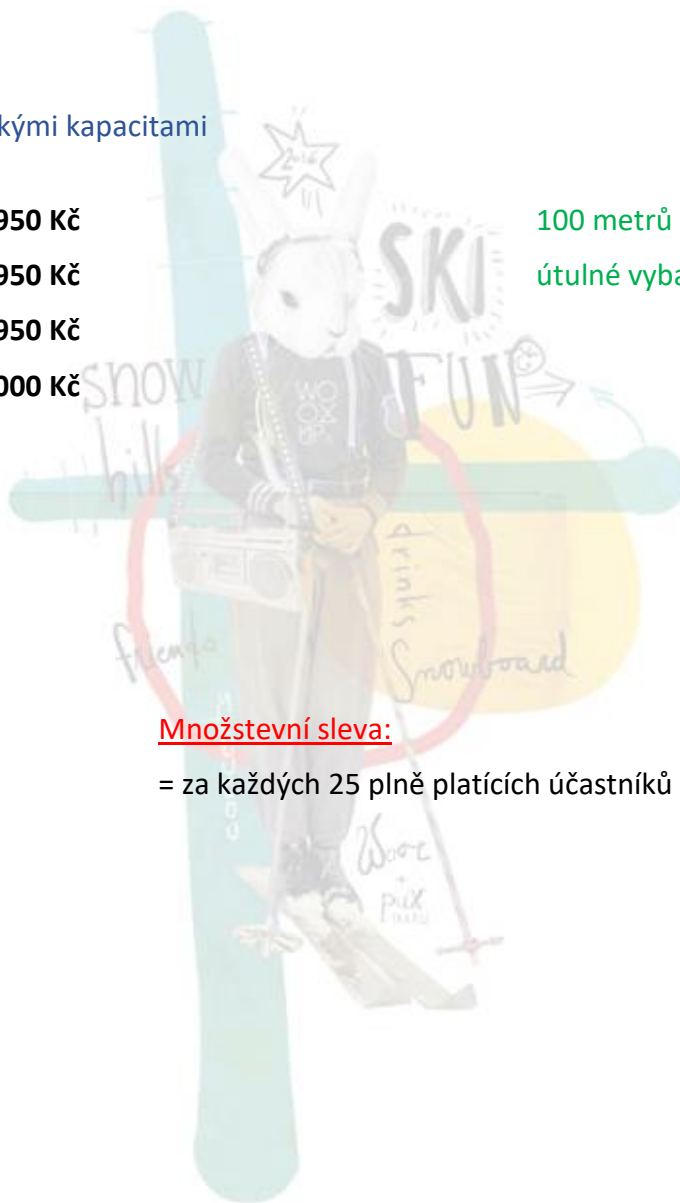 kými kapacitami
950 Kč
100 metrů
950 Kč
útulné vyba
950 Kč
000 Kč
2016
SKI
FUN
snow
hills
drinks
friends
Snowboard
Množstevní sleva:
= za každých 25 plně platících účastníků